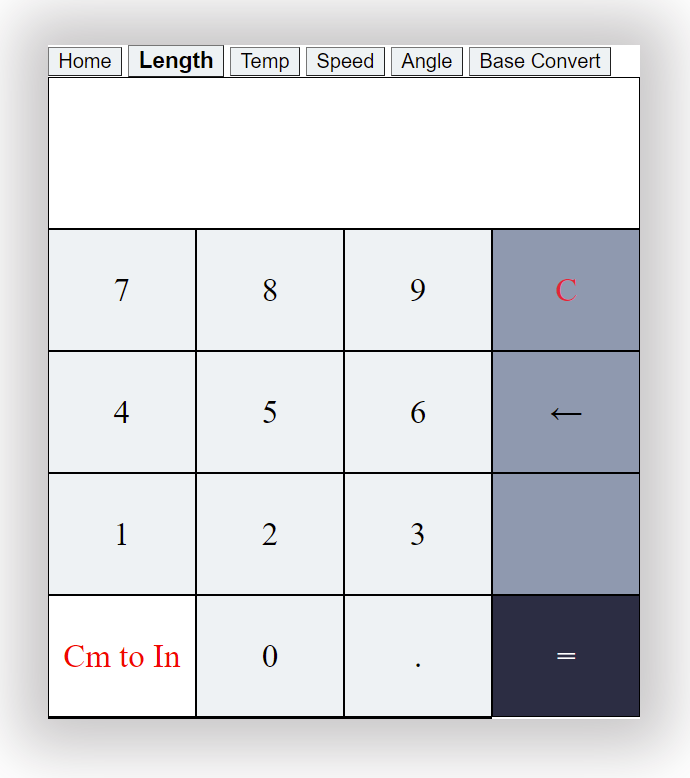 Home Length Temp Speed Angle Base Convert
7 8 9 C
4 5 6 ←
1 2 3
Cm to In 0 . =